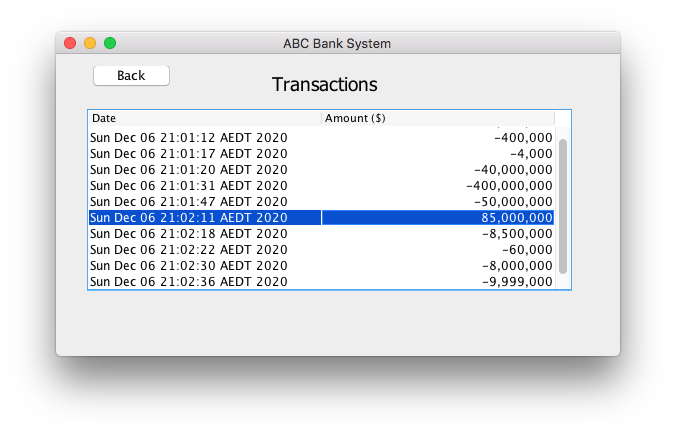 ABC Bank System
Back
Transactions
Date Amount ($)
Sun Dec 06 21:01:12 AEDT 2020 -400,000
Sun Dec 06 21:01:17 AEDT 2020 -4,000
Sun Dec 06 21:01:20 AEDT 2020 -40,000,000
Sun Dec 06 21:01:31 AEDT 2020 -400,000,000
Sun Dec 06 21:01:47 AEDT 2020 -50,000,000
Sun Dec 06 21:02:11 AEDT 2020 85,000,000
Sun Dec 06 21:02:18 AEDT 2020 -8,500,000
Sun Dec 06 21:02:22 AEDT 2020 -60,000
Sun Dec 06 21:02:30 AEDT 2020 -8,000,000
Sun Dec 06 21:02:36 AEDT 2020 -9,999,000